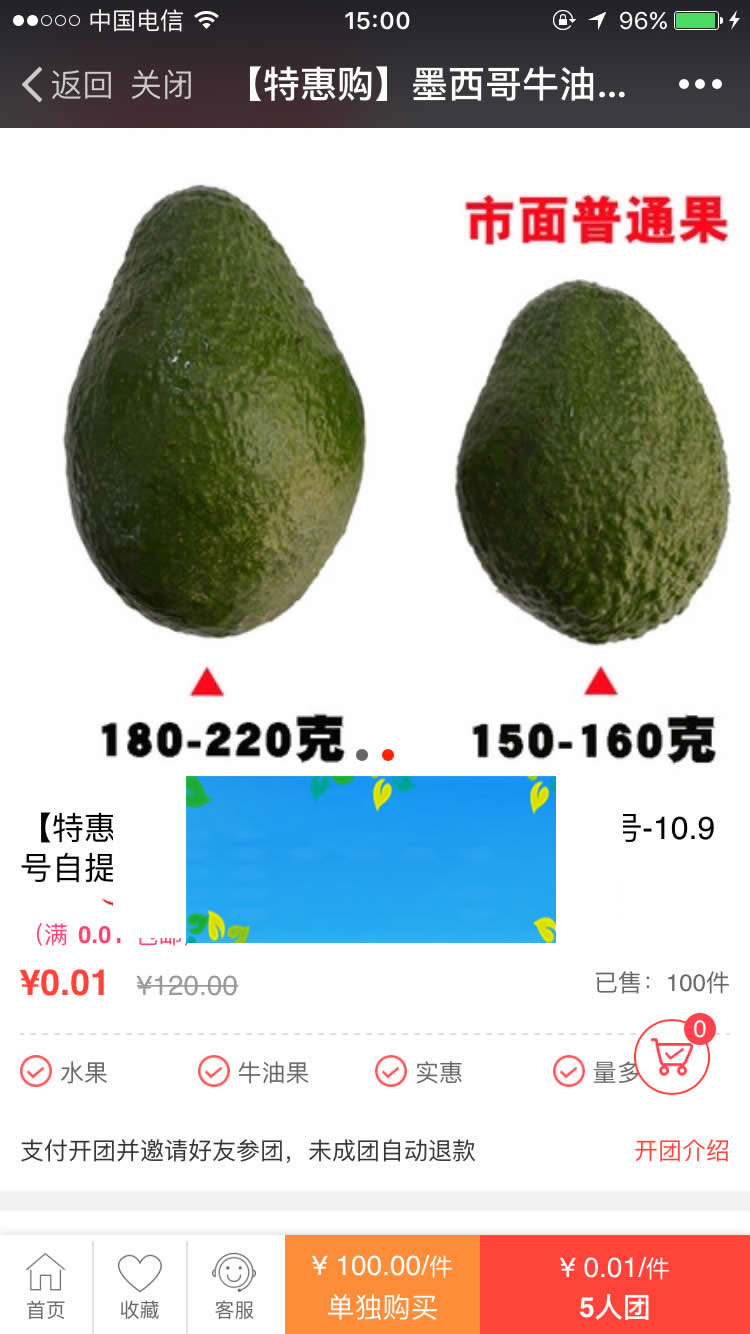 中国电信 15:00 96%
返回 关闭 【特惠购】墨西哥牛油...
市面普通果
180-220克 150-160克
【特惠 号-10.9
号自提
(满 0.01 包邮)
¥0.01 ¥120.00 已售：100件
0
水果 牛油果 实惠 量多
支付开团并邀请好友参团，未成团自动退款 开团介绍
¥ 100.00/件 ¥ 0.01/件
首页 收藏 客服 单独购买 5人团